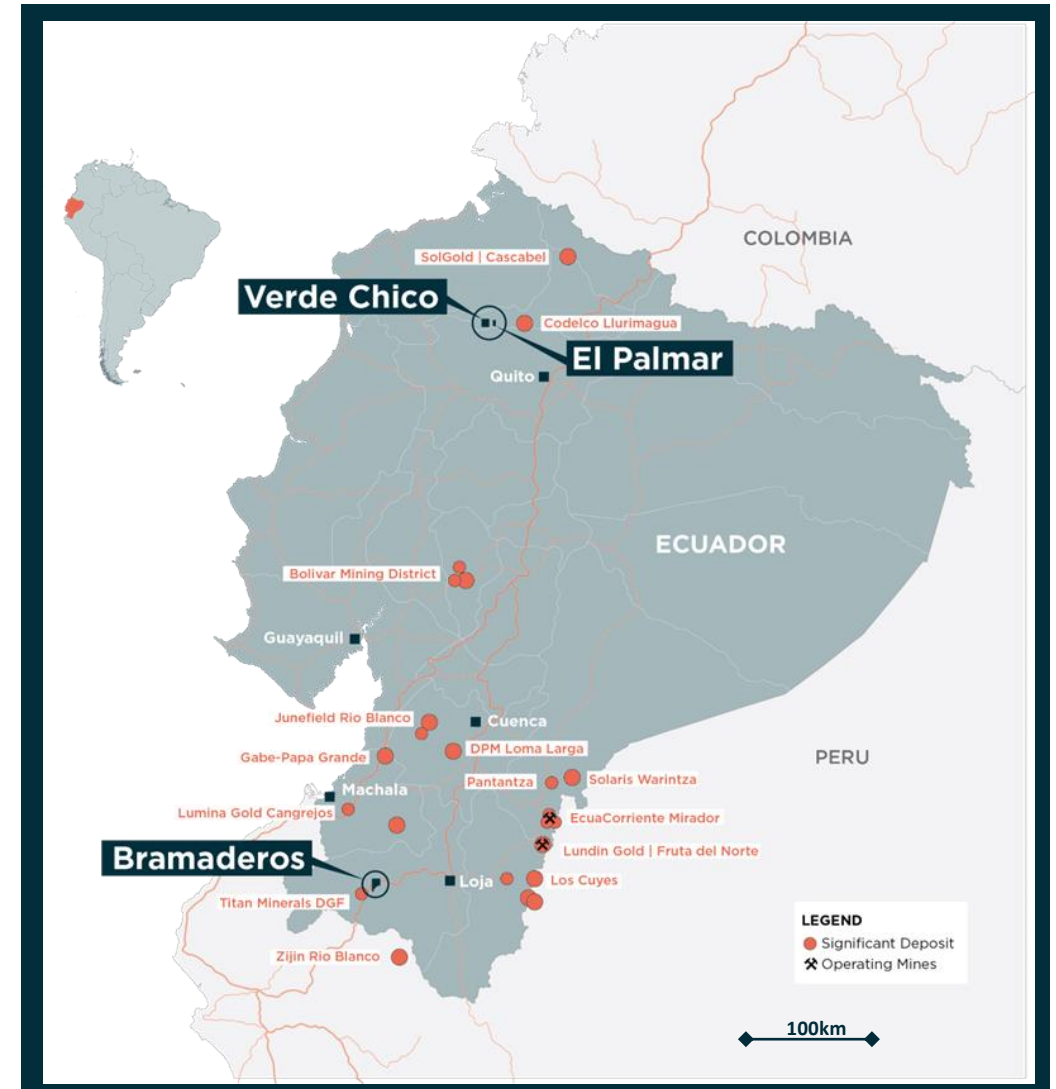 COLOMBIA
SolGold | Cascabel
Verde Chico
Codelco Llurimagua
El Palmar
Quito
ECUADOR
Bolivar Mining District
Guayaquil
Junefield Rio Blanco
Cuenca
DPM Loma Larga
Gabe-Papa Grande
PERU
Pantantza
Solaris Warintza
Machala
Lumina Gold Cangrejos
EcuaCorriente Mirador
Lundin Gold | Fruta del Norte
Bramaderos
Loja
Los Cuyes
Titan Minerals DGF
Zijin Rio Blanco
LEGEND
Significant Deposit
Operating Mines
100km